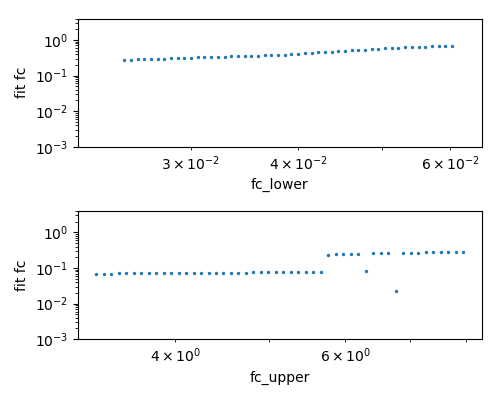 10⁰
10⁻¹
10⁻²
10⁻³
fit fc
3 × 10⁻² 4 × 10⁻² 6 × 10⁻²
fc_lower
10⁰
10⁻¹
10⁻²
10⁻³
fit fc
4 × 10⁰ 6 × 10⁰
fc_upper